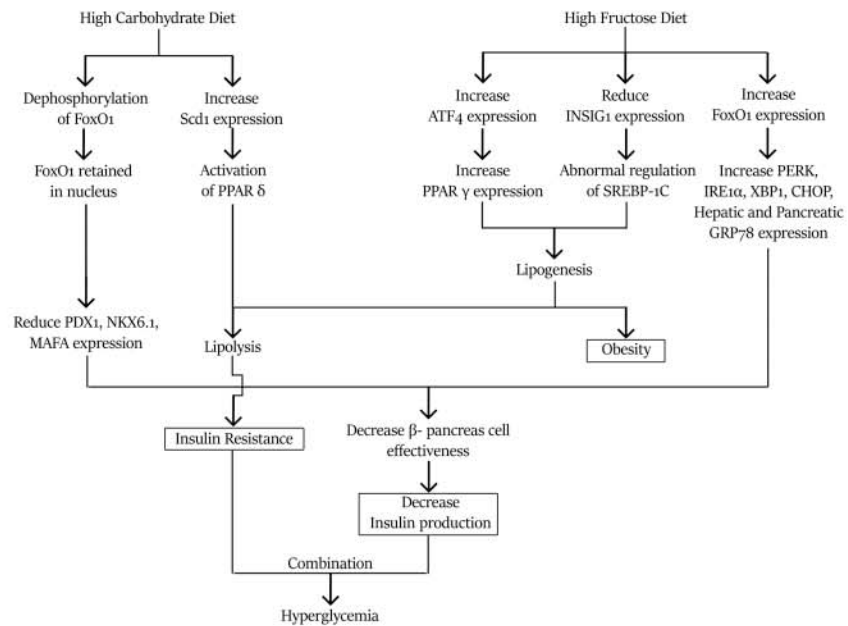 High Carbohydrate Diet
High Fructose Diet
Dephosphorylation
of FoxO1
Increase
Scd1 expression
Increase
ATF4 expression
Reduce
INSIG1 expression
Increase
FoxO1 expression
FoxO1 retained
in nucleus
Activation
of PPAR δ
Increase
PPAR γ expression
Abnormal regulation
of SREBP-1C
Increase PERK,
IRE1α, XBP1, CHOP,
Hepatic and Pancreatic
GRP78 expression
Lipogenesis
Reduce PDX1, NKX6.1,
MAFA expression
Lipolysis
Obesity
Insulin Resistance
Decrease β- pancreas cell
effectiveness
Decrease
Insulin production
Combination
Hyperglycemia